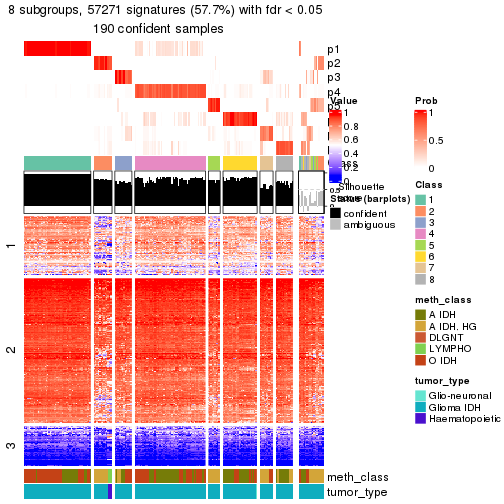 8 subgroups, 57271 signatures (57.7%) with fdr < 0.05
190 confident samples
p1
p2
p3
p4
Value
1
0.8
0.6
0.4
0.2
0
Prob
1
0.5
0
Silhouette
Status (barplots)
confident
ambiguous
Class
1
2
3
4
5
6
7
8
1
2
3
meth_class
A IDH
A IDH, HG
DLGNT
LYMPHO
O IDH
tumor_type
Glio-neuronal
Glioma IDH
Haematopoietic
meth_class
tumor_type